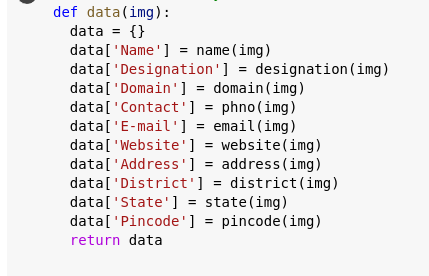 def data(img):
  data = {}
  data['Name'] = name(img)
  data['Designation'] = designation(img)
  data['Domain'] = domain(img)
  data['Contact'] = phno(img)
  data['E-mail'] = email(img)
  data['Website'] = website(img)
  data['Address'] = address(img)
  data['District'] = district(img)
  data['State'] = state(img)
  data['Pincode'] = pincode(img)
  return data